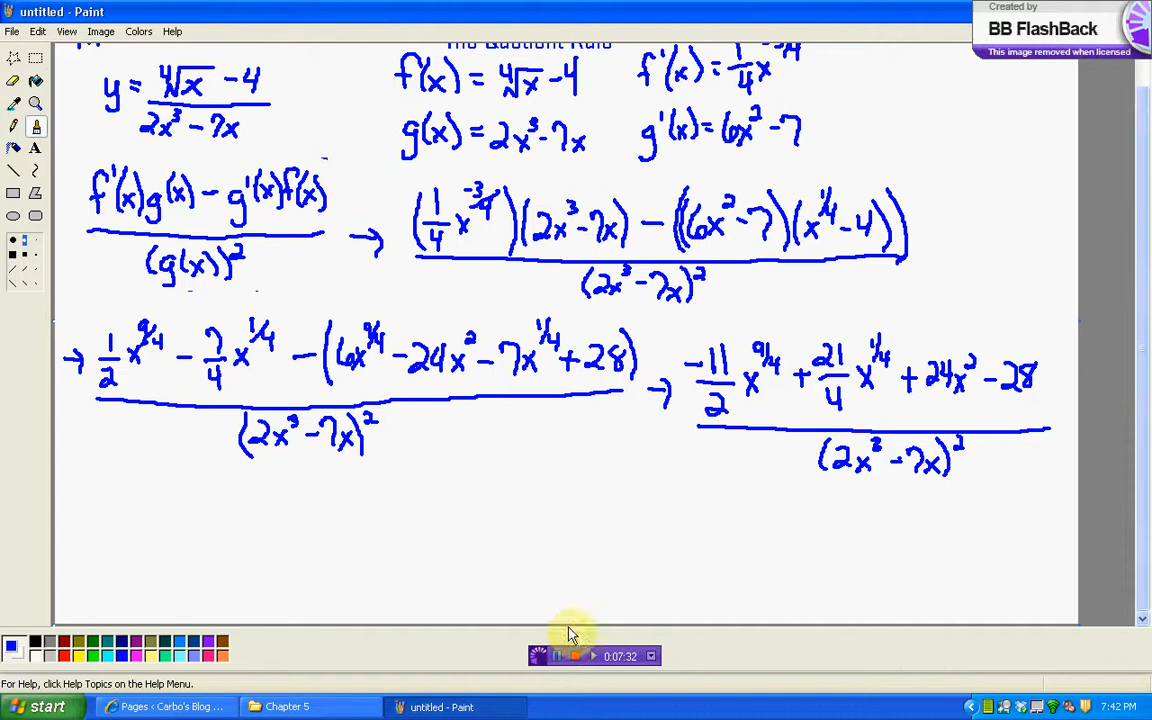 untitled - Paint
Created by
BB FlashBack
This image removed when licensed
File Edit View Image Colors Help
The Quotient Rule
y = (∜x − 4)/(2x³ − 7x)
f(x) = ∜x − 4 f'(x) = 1/4 x^(-3/4)
g(x) = 2x³ − 7x g'(x) = 6x² − 7
(f'(x)g(x) − g'(x)f(x))/(g(x))² → ((1/4 x^(-3/4))(2x³ − 7x) − ((6x² − 7)(x^(1/4) − 4)))/(2x³ − 7x)²
→ (1/2 x^(9/4) − 7/4 x^(1/4) − (6x^(9/4) − 24x² − 7x^(1/4) + 28))/(2x³ − 7x)² → (-11/2 x^(9/4) + 21/4 x^(1/4) + 24x² − 28)/(2x³ − 7x)²
0:07:32
For Help, click Help Topics on the Help Menu.
start Pages ‹ Carbo's Blog ... Chapter 5 untitled - Paint 7:42 PM